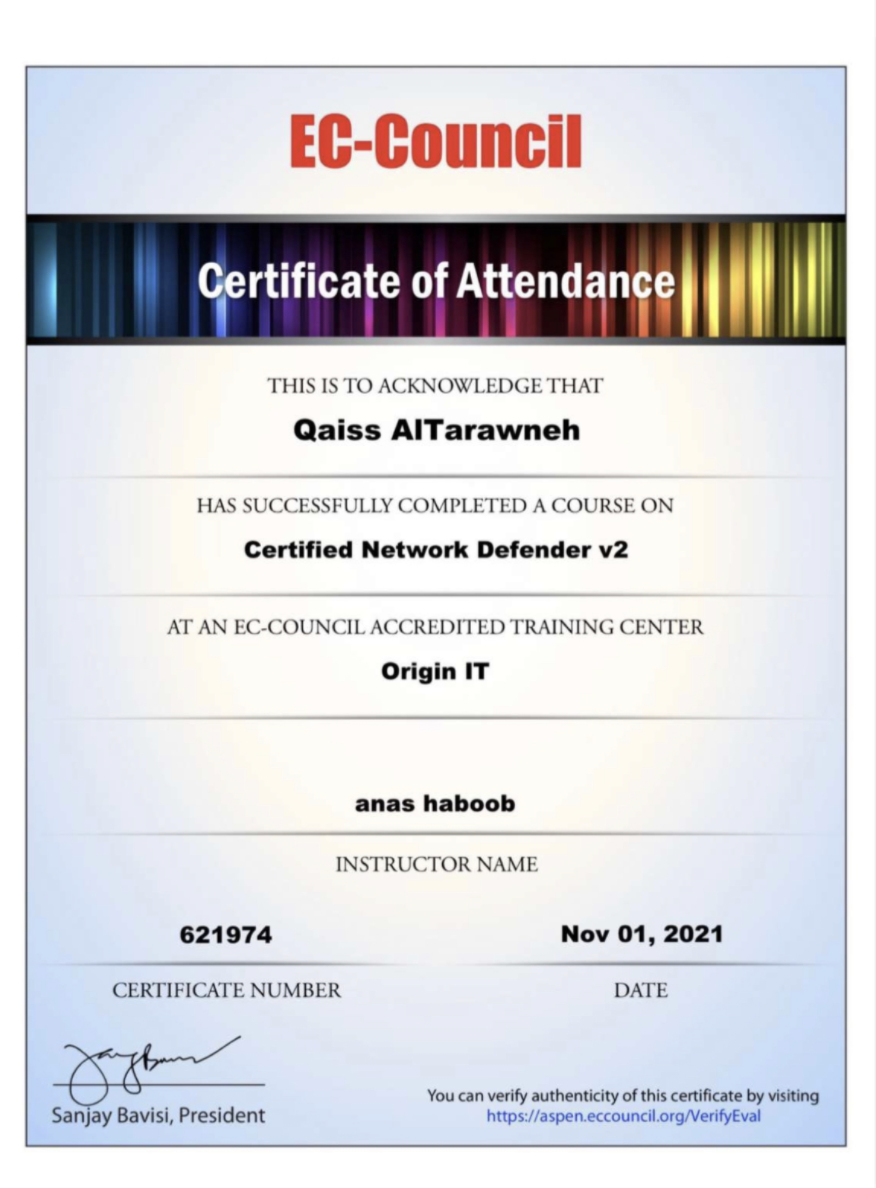 EC-Council
Certificate of Attendance
THIS IS TO ACKNOWLEDGE THAT
Qaiss AlTarawneh
HAS SUCCESSFULLY COMPLETED A COURSE ON
Certified Network Defender v2
AT AN EC-COUNCIL ACCREDITED TRAINING CENTER
Origin IT
anas haboob
INSTRUCTOR NAME
621974 Nov 01, 2021
CERTIFICATE NUMBER DATE
Sanjay Bavisi, President
You can verify authenticity of this certificate by visiting
https://aspen.eccouncil.org/VerifyEval